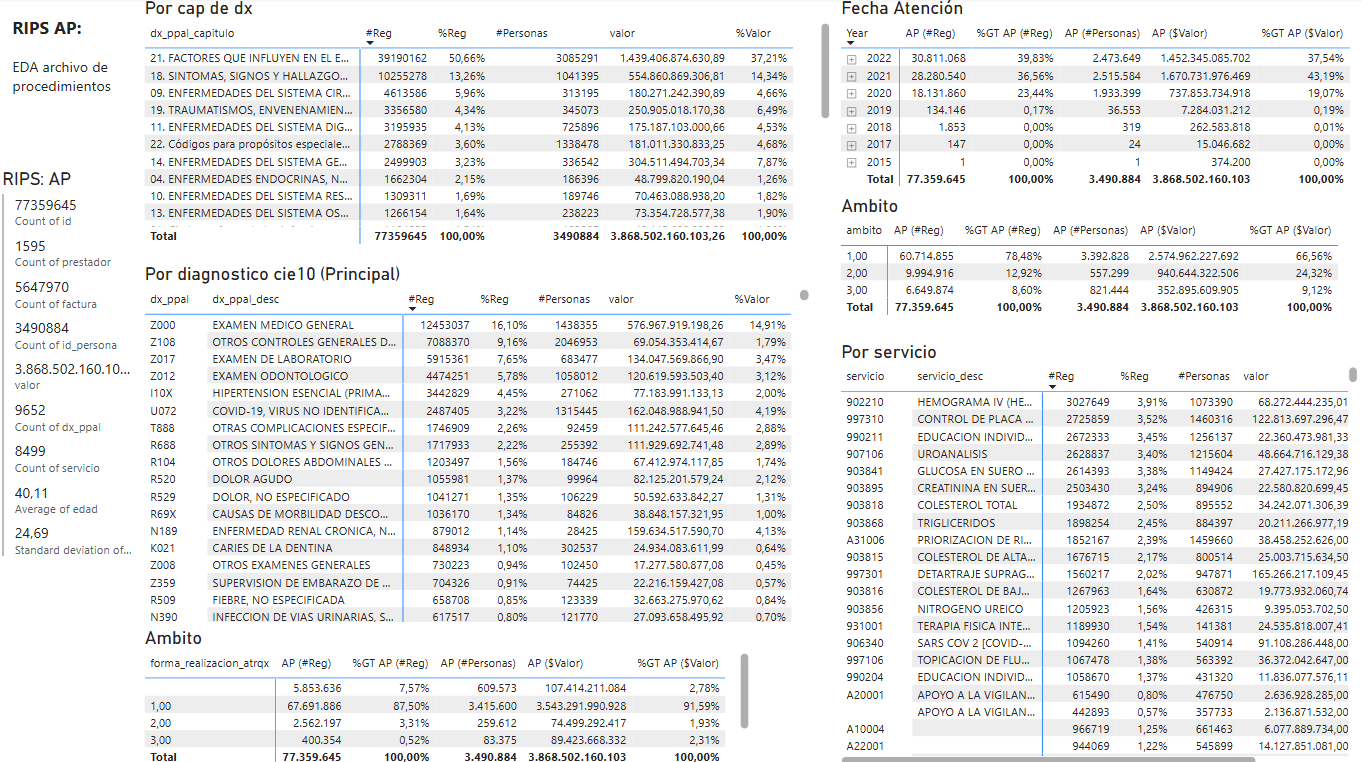 RIPS AP:
EDA archivo de
procedimientos
RIPS: AP
77359645
Count of id
1595
Count of prestador
5647970
Count of factura
3490884
Count of id_persona
3.868.502.160.10...
valor
9652
Count of dx_ppal
8499
Count of servicio
40,11
Average of edad
24,69
Standard deviation of...
Por cap de dx
dx_ppal_capitulo #Reg %Reg #Personas valor %Valor
21. FACTORES QUE INFLUYEN EN EL E... 39190162 50,66% 3085291 1.439.406.874.630,89 37,21%
18. SINTOMAS, SIGNOS Y HALLAZGO... 10255278 13,26% 1041395 554.860.869.306,81 14,34%
09. ENFERMEDADES DEL SISTEMA CIR... 4613586 5,96% 313195 180.271.242.390,89 4,66%
19. TRAUMATISMOS, ENVENENAMIEN... 3356580 4,34% 345073 250.905.018.170,38 6,49%
11. ENFERMEDADES DEL SISTEMA DIG... 3195935 4,13% 725896 175.187.103.000,66 4,53%
22. Códigos para propósitos especiale... 2788369 3,60% 1338478 181.011.330.833,25 4,68%
14. ENFERMEDADES DEL SISTEMA GE... 2499903 3,23% 336542 304.511.494.703,34 7,87%
04. ENFERMEDADES ENDOCRINAS, N... 1662304 2,15% 186396 48.799.820.190,04 1,26%
10. ENFERMEDADES DEL SISTEMA RES... 1309311 1,69% 189746 70.463.088.938,20 1,82%
13. ENFERMEDADES DEL SISTEMA OS... 1266154 1,64% 238223 73.354.728.577,38 1,90%
Total 77359645 100,00% 3490884 3.868.502.160.103,26 100,00%
Por diagnostico cie10 (Principal)
dx_ppal dx_ppal_desc #Reg %Reg #Personas valor %Valor
Z000 EXAMEN MEDICO GENERAL 12453037 16,10% 1438355 576.967.919.198,26 14,91%
Z108 OTROS CONTROLES GENERALES D... 7088370 9,16% 2046953 69.054.353.414,67 1,79%
Z017 EXAMEN DE LABORATORIO 5915361 7,65% 683477 134.047.569.866,90 3,47%
Z012 EXAMEN ODONTOLOGICO 4474251 5,78% 1058012 120.619.593.503,40 3,12%
I10X HIPERTENSION ESENCIAL (PRIMA... 3442829 4,45% 271062 77.183.991.133,13 2,00%
U072 COVID-19, VIRUS NO IDENTIFICA... 2487405 3,22% 1315445 162.048.988.941,50 4,19%
T888 OTRAS COMPLICACIONES ESPECIF... 1746909 2,26% 92459 111.242.577.645,46 2,88%
R688 OTROS SINTOMAS Y SIGNOS GEN... 1717933 2,22% 255392 111.929.692.741,48 2,89%
R104 OTROS DOLORES ABDOMINALES ... 1203497 1,56% 184746 67.412.974.117,85 1,74%
R520 DOLOR AGUDO 1055981 1,37% 99964 82.125.201.579,24 2,12%
R529 DOLOR, NO ESPECIFICADO 1041271 1,35% 106229 50.592.633.842,27 1,31%
R69X CAUSAS DE MORBILIDAD DESCO... 1036170 1,34% 84826 38.848.157.321,95 1,00%
N189 ENFERMEDAD RENAL CRONICA, N... 879012 1,14% 28425 159.634.517.590,70 4,13%
K021 CARIES DE LA DENTINA 848934 1,10% 302537 24.934.083.611,99 0,64%
Z008 OTROS EXAMENES GENERALES 730223 0,94% 102450 17.277.580.877,08 0,45%
Z359 SUPERVISION DE EMBARAZO DE ... 704326 0,91% 74425 22.216.159.427,08 0,57%
R509 FIEBRE, NO ESPECIFICADA 658708 0,85% 123339 32.663.275.970,62 0,84%
N390 INFECCION DE VIAS URINARIAS, S... 617517 0,80% 121770 27.093.658.495,92 0,70%
Ambito
forma_realizacion_atrqx AP (#Reg) %GT AP (#Reg) AP (#Personas) AP ($Valor) %GT AP ($Valor)
5.853.636 7,57% 609.573 107.414.211.084 2,78%
1,00 67.691.886 87,50% 3.415.600 3.543.291.990.928 91,59%
2,00 2.562.197 3,31% 259.612 74.499.292.417 1,93%
3,00 400.354 0,52% 83.375 89.423.668.332 2,31%
Total 77.359.645 100,00% 3.490.884 3.868.502.160.103 100,00%
Fecha Atención
Year AP (#Reg) %GT AP (#Reg) AP (#Personas) AP ($Valor) %GT AP ($Valor)
2022 30.811.068 39,83% 2.473.649 1.452.345.085.702 37,54%
2021 28.280.540 36,56% 2.515.584 1.670.731.976.469 43,19%
2020 18.131.860 23,44% 1.933.399 737.853.734.918 19,07%
2019 134.146 0,17% 36.553 7.284.031.212 0,19%
2018 1.853 0,00% 319 262.583.818 0,01%
2017 147 0,00% 24 15.046.682 0,00%
2015 1 0,00% 1 374.200 0,00%
Total 77.359.645 100,00% 3.490.884 3.868.502.160.103 100,00%
Ambito
ambito AP (#Reg) %GT AP (#Reg) AP (#Personas) AP ($Valor) %GT AP ($Valor)
1,00 60.714.855 78,48% 3.392.828 2.574.962.227.692 66,56%
2,00 9.994.916 12,92% 557.299 940.644.322.506 24,32%
3,00 6.649.874 8,60% 821.444 352.895.609.905 9,12%
Total 77.359.645 100,00% 3.490.884 3.868.502.160.103 100,00%
Por servicio
servicio servicio_desc #Reg %Reg #Personas valor
902210 HEMOGRAMA IV (HE... 3027649 3,91% 1073390 68.272.444.235,01
997310 CONTROL DE PLACA ... 2725859 3,52% 1460316 122.813.697.296,47
990211 EDUCACION INDIVID... 2672333 3,45% 1256137 22.360.473.981,33
907106 UROANALISIS 2628837 3,40% 1215604 48.664.716.129,38
903841 GLUCOSA EN SUERO ... 2614393 3,38% 1149424 27.427.175.172,96
903895 CREATININA EN SUER... 2503430 3,24% 894906 22.580.820.699,45
903818 COLESTEROL TOTAL 1934872 2,50% 895552 34.242.071.306,39
903868 TRIGLICERIDOS 1898254 2,45% 884397 20.211.266.977,19
A31006 PRIORIZACION DE RI... 1852167 2,39% 1459660 38.458.252.626,00
903815 COLESTEROL DE ALTA... 1676715 2,17% 800514 25.003.715.634,50
997301 DETARTRAJE SUPRAG... 1560217 2,02% 947871 165.266.217.109,45
903816 COLESTEROL DE BAJ... 1267963 1,64% 630872 19.773.932.060,74
903856 NITROGENO UREICO 1205923 1,56% 426315 9.395.053.702,50
931001 TERAPIA FISICA INTE... 1189930 1,54% 141381 24.535.818.007,41
906340 SARS COV 2 [COVID-... 1094260 1,41% 540914 91.108.286.448,00
997106 TOPICACION DE FLU... 1067478 1,38% 563392 36.372.042.647,00
990204 EDUCACION INDIVID... 1058670 1,37% 431320 11.836.077.576,11
A20001 APOYO A LA VIGILAN... 615490 0,80% 476750 2.636.928.285,00
APOYO A LA VIGILAN... 442893 0,57% 357733 2.136.871.532,00
A10004 966719 1,25% 661463 6.077.889.734,00
A22001 944069 1,22% 545899 14.127.851.081,00